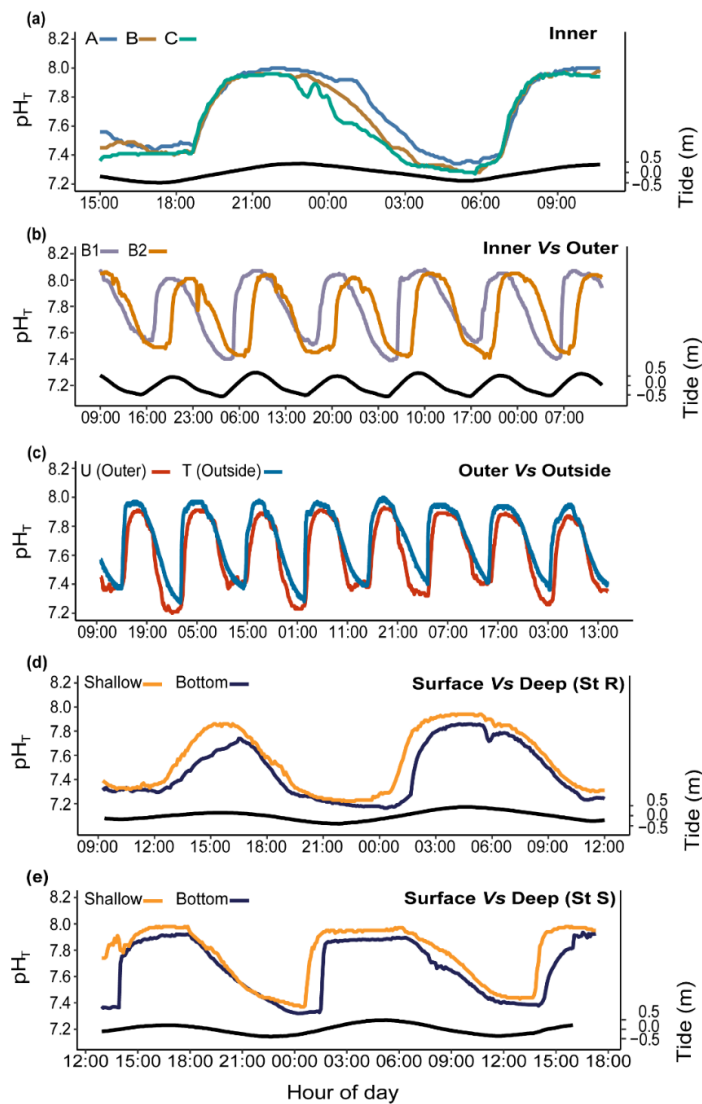 (a)
A B C Inner
8.2
8.0
7.8
7.6
7.4
7.2
pH_T
0.5
0.0
−0.5
Tide (m)
15:00 18:00 21:00 00:00 03:00 06:00 09:00
(b)
B1 B2 Inner Vs Outer
8.2
8.0
7.8
7.6
7.4
7.2
pH_T
0.5
0.0
−0.5
Tide (m)
09:00 16:00 23:00 06:00 13:00 20:00 03:00 10:00 17:00 00:00 07:00
(c)
U (Outer) T (Outside) Outer Vs Outside
8.2
8.0
7.8
7.6
7.4
7.2
pH_T
09:00 19:00 05:00 15:00 01:00 11:00 21:00 07:00 17:00 03:00 13:00
(d)
Shallow Bottom Surface Vs Deep (St R)
8.2
8.0
7.8
7.6
7.4
7.2
pH_T
0.5
0.0
−0.5
Tide (m)
09:00 12:00 15:00 18:00 21:00 00:00 03:00 06:00 09:00 12:00
(e)
Shallow Bottom Surface Vs Deep (St S)
8.2
8.0
7.8
7.6
7.4
7.2
pH_T
0.5
0.0
−0.5
Tide (m)
12:00 15:00 18:00 21:00 00:00 03:00 06:00 09:00 12:00 15:00 18:00
Hour of day